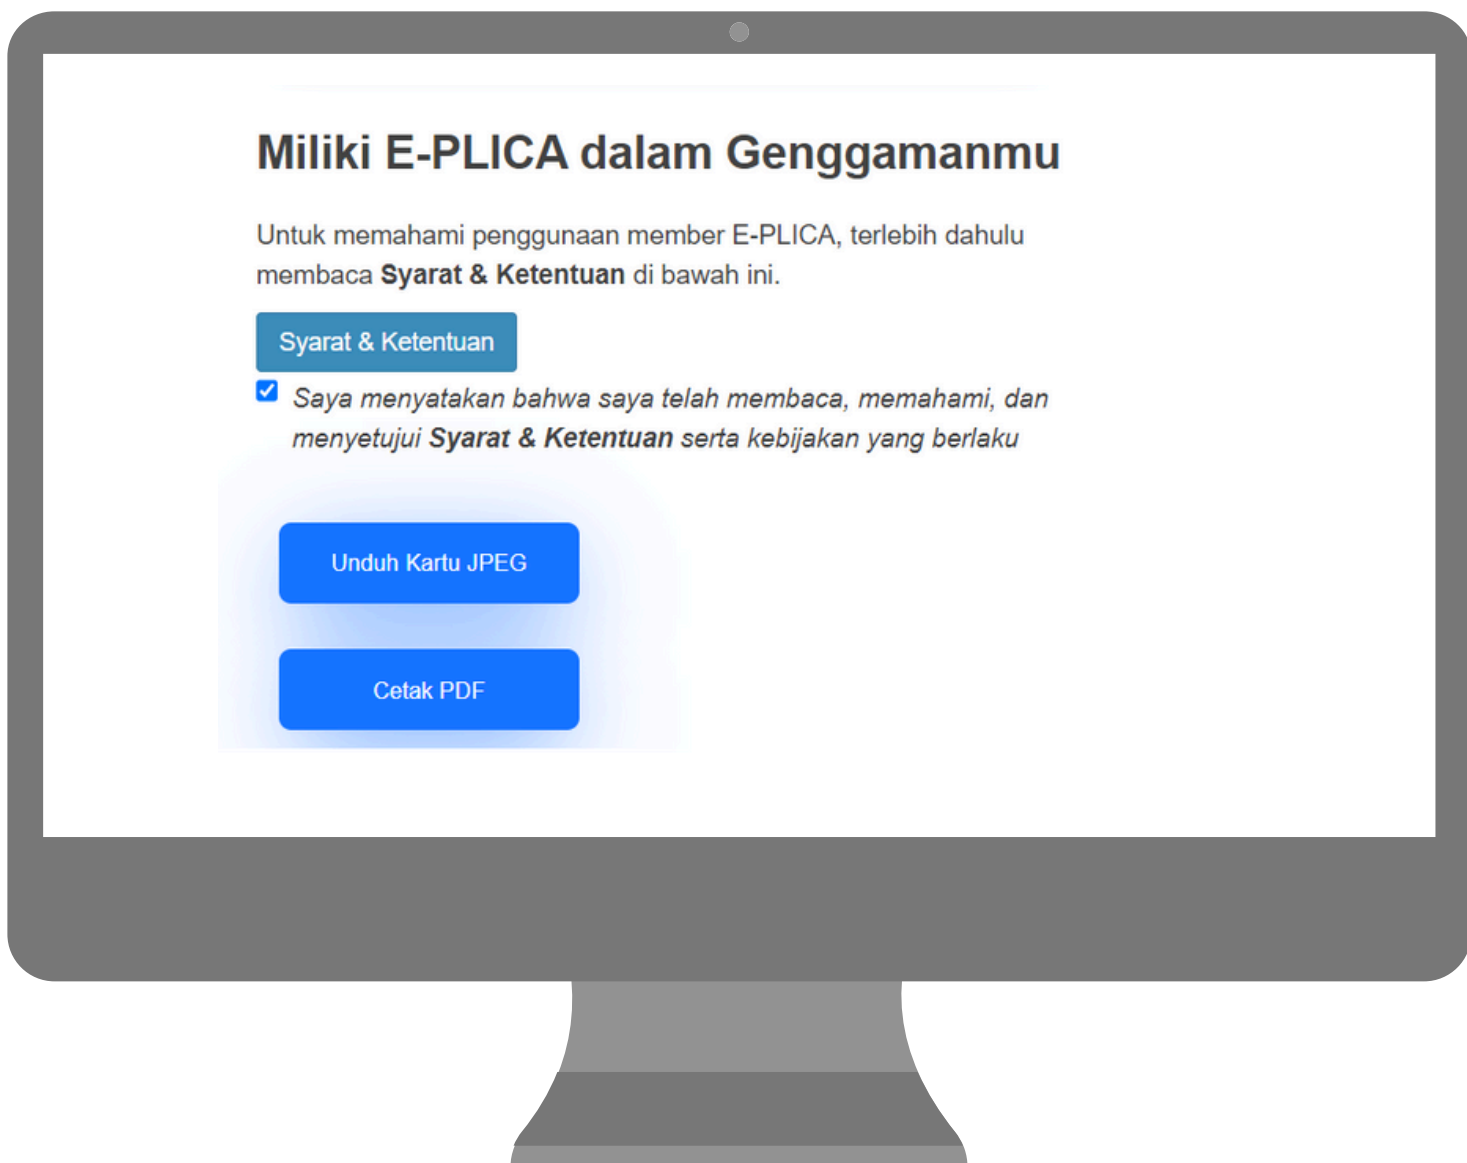 Miliki E-PLICA dalam Genggamanmu
Untuk memahami penggunaan member E-PLICA, terlebih dahulu
membaca Syarat & Ketentuan di bawah ini.
Syarat & Ketentuan
Saya menyatakan bahwa saya telah membaca, memahami, dan
menyetujui Syarat & Ketentuan serta kebijakan yang berlaku
Unduh Kartu JPEG
Cetak PDF